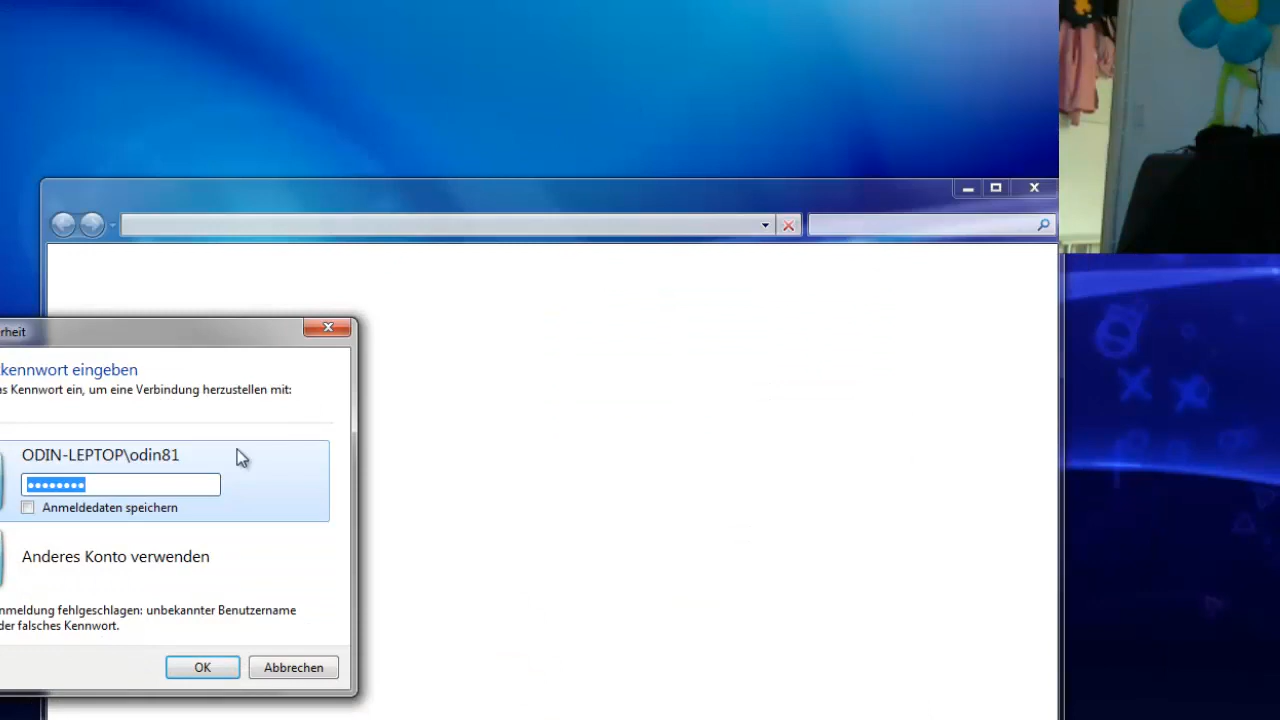 rheit
kennwort eingeben
s Kennwort ein, um eine Verbindung herzustellen mit:
ODIN-LEPTOP\odin81
••••••••
Anmeldedaten speichern
Anderes Konto verwenden
nmeldung fehlgeschlagen: unbekannter Benutzername
der falsches Kennwort.
OK
Abbrechen